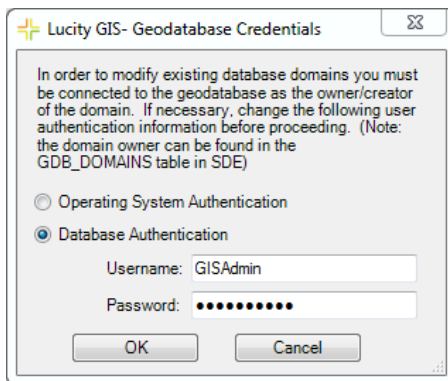 Lucity GIS- Geodatabase Credentials
In order to modify existing database domains you must
be connected to the geodatabase as the owner/creator
of the domain. If necessary, change the following user
authentication information before proceeding. (Note:
the domain owner can be found in the
GDB_DOMAINS table in SDE)
Operating System Authentication
Database Authentication
Username: GISAdmin
Password: ●●●●●●●●●●
OK Cancel